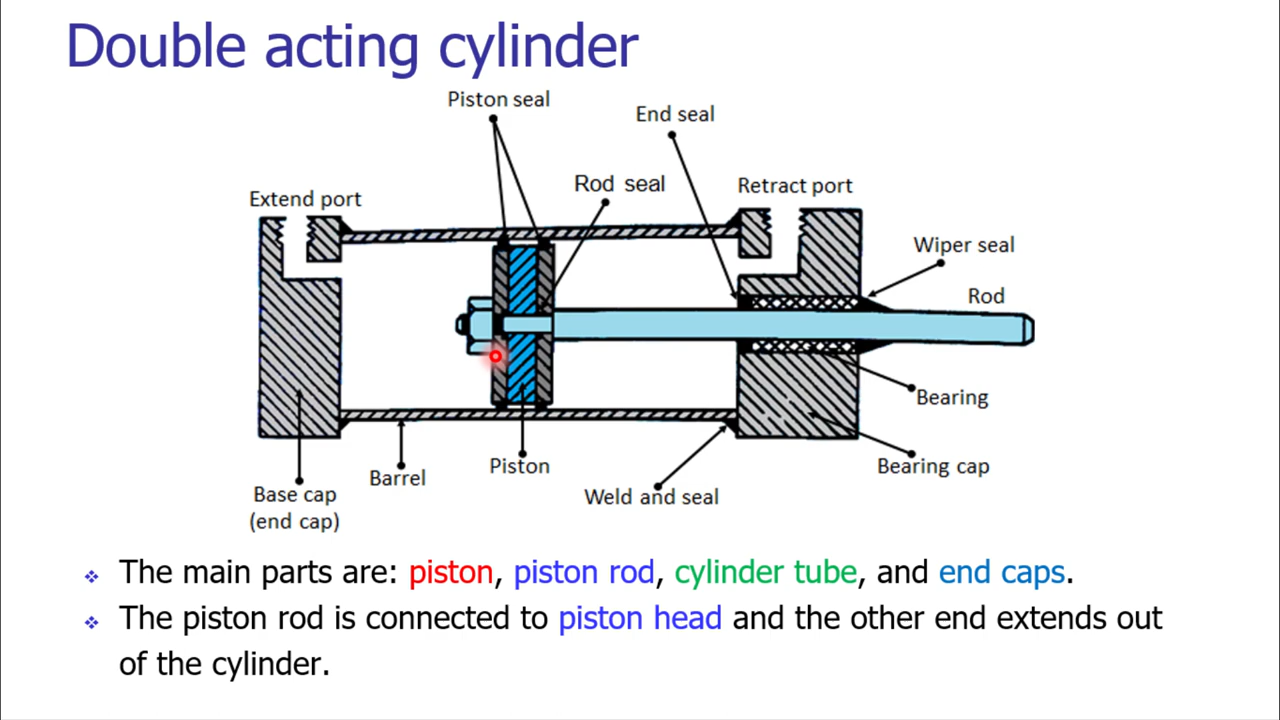 Double acting cylinder
Piston seal
End seal
Rod seal
Retract port
Extend port
Wiper seal
Rod
Bearing
Bearing cap
Piston
Barrel
Weld and seal
Base cap
(end cap)
❖ The main parts are: piston, piston rod, cylinder tube, and end caps.
❖ The piston rod is connected to piston head and the other end extends out
of the cylinder.